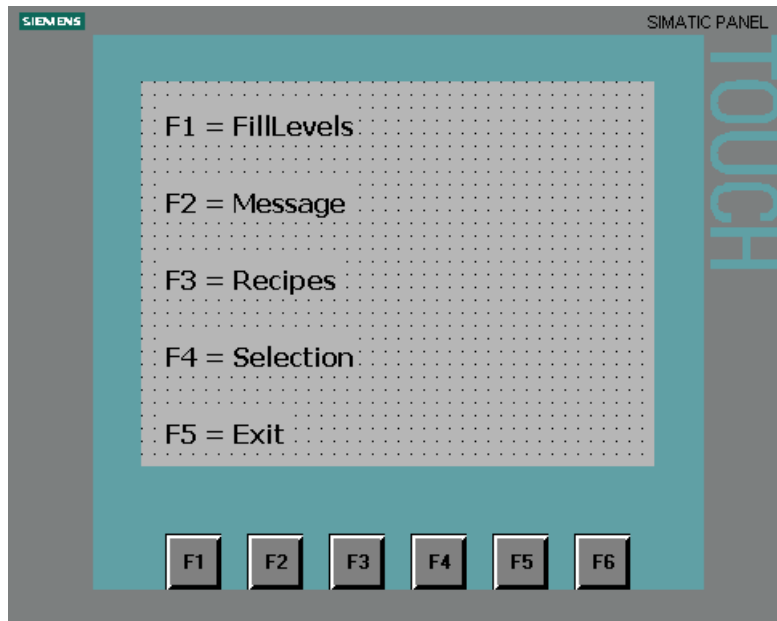 SIEMENS
SIMATIC PANEL
TOUCH
F1 = FillLevels
F2 = Message
F3 = Recipes
F4 = Selection
F5 = Exit
F1 F2 F3 F4 F5 F6